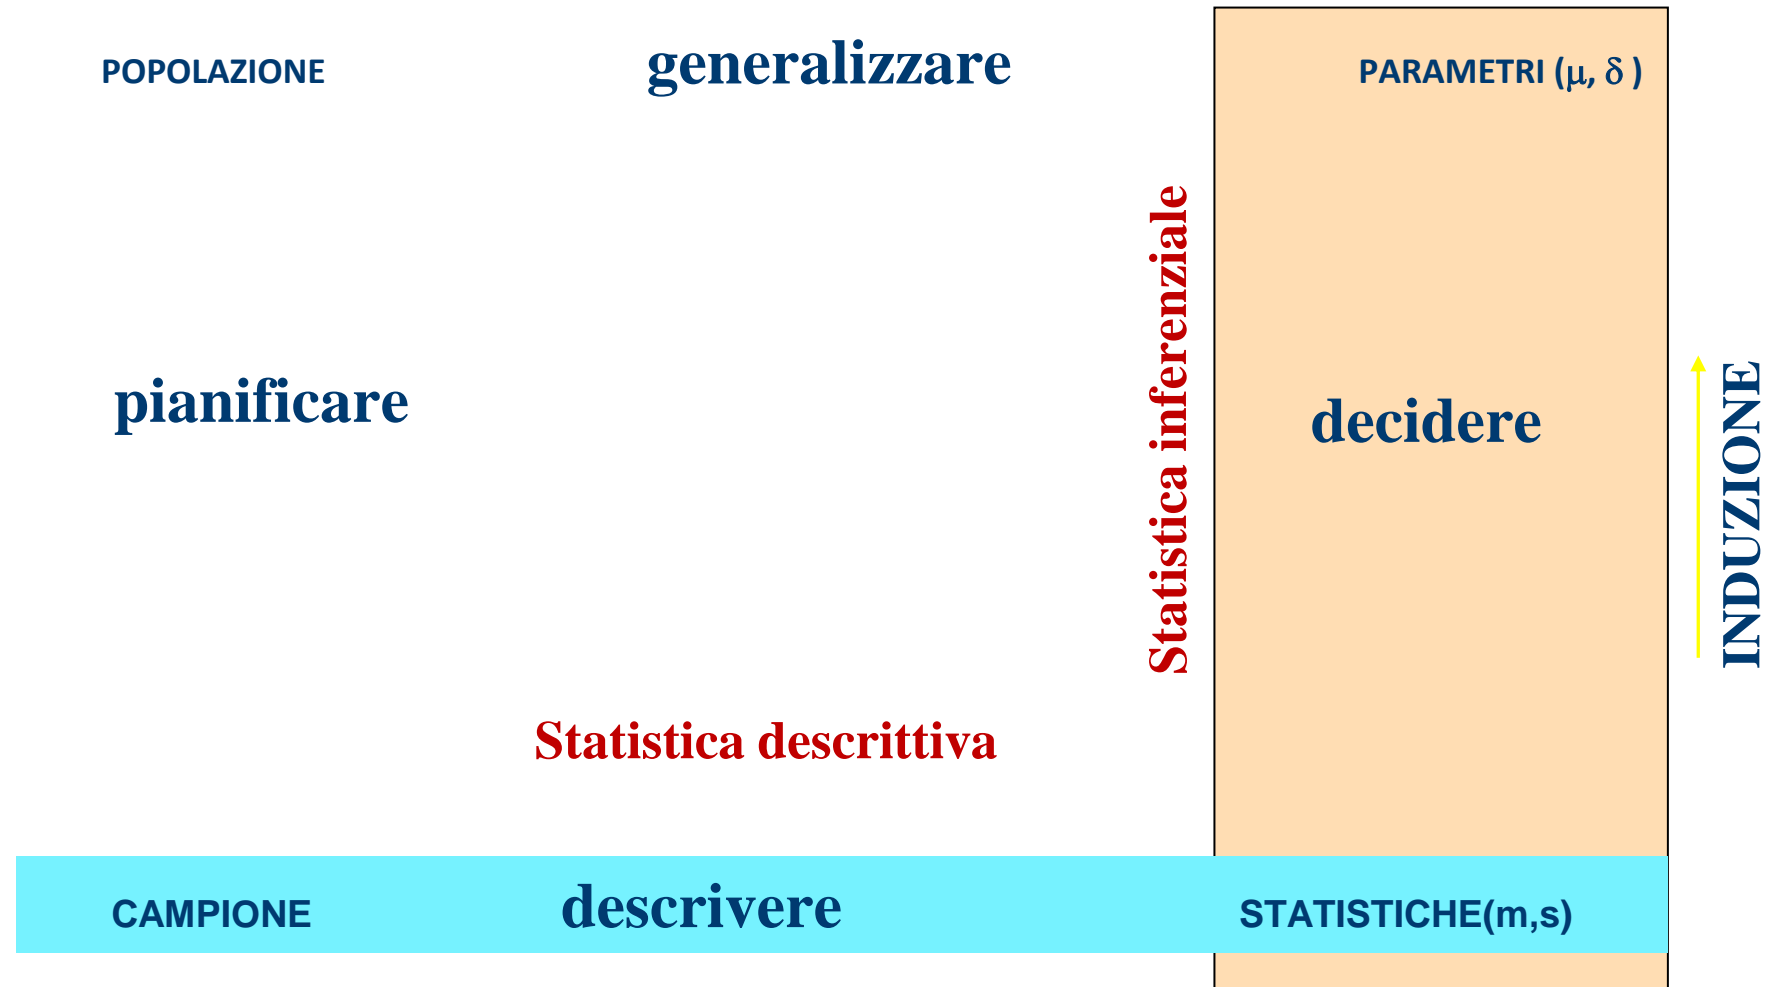 POPOLAZIONE
generalizzare
PARAMETRI (μ, δ )
Statistica inferenziale
pianificare
decidere
INDUZIONE
Statistica descrittiva
CAMPIONE
descrivere
STATISTICHE(m,s)